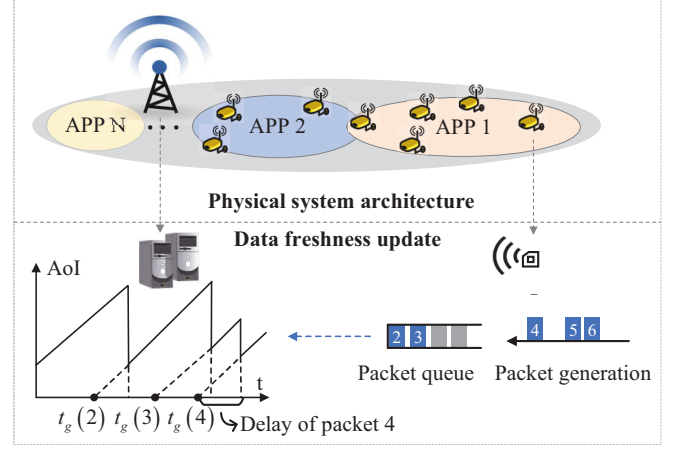 APP N
. . .
APP 2
APP 1
Physical system architecture
Data freshness update
AoI
2 3
4 5 6
t
Packet queue
Packet generation
t_g (2) t_g (3) t_g (4)
Delay of packet 4